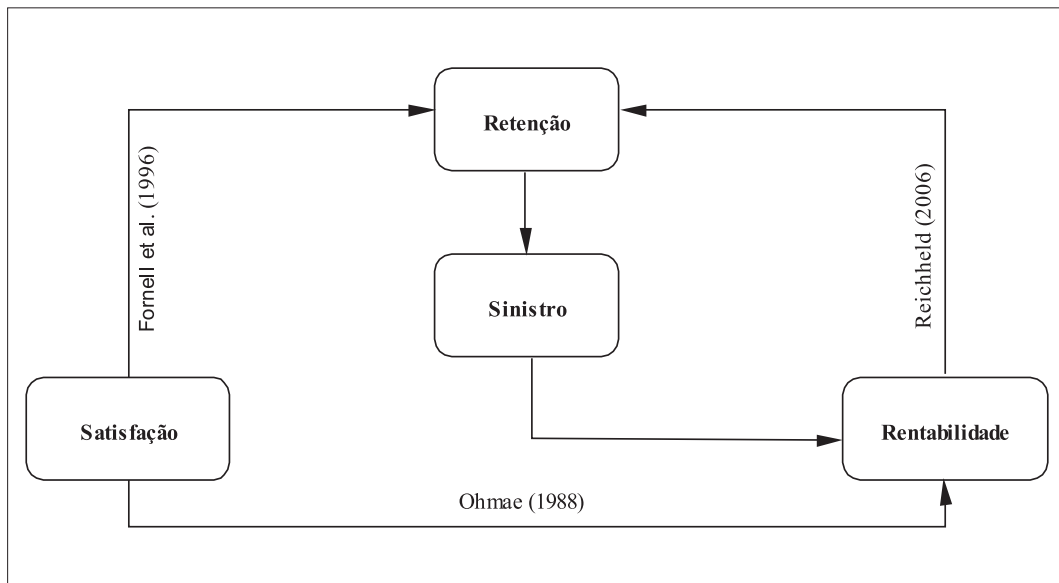 Retenção
Fornell et al. (1996)
Reichheld (2006)
Sinistro
Satisfação
Rentabilidade
Ohmae (1988)